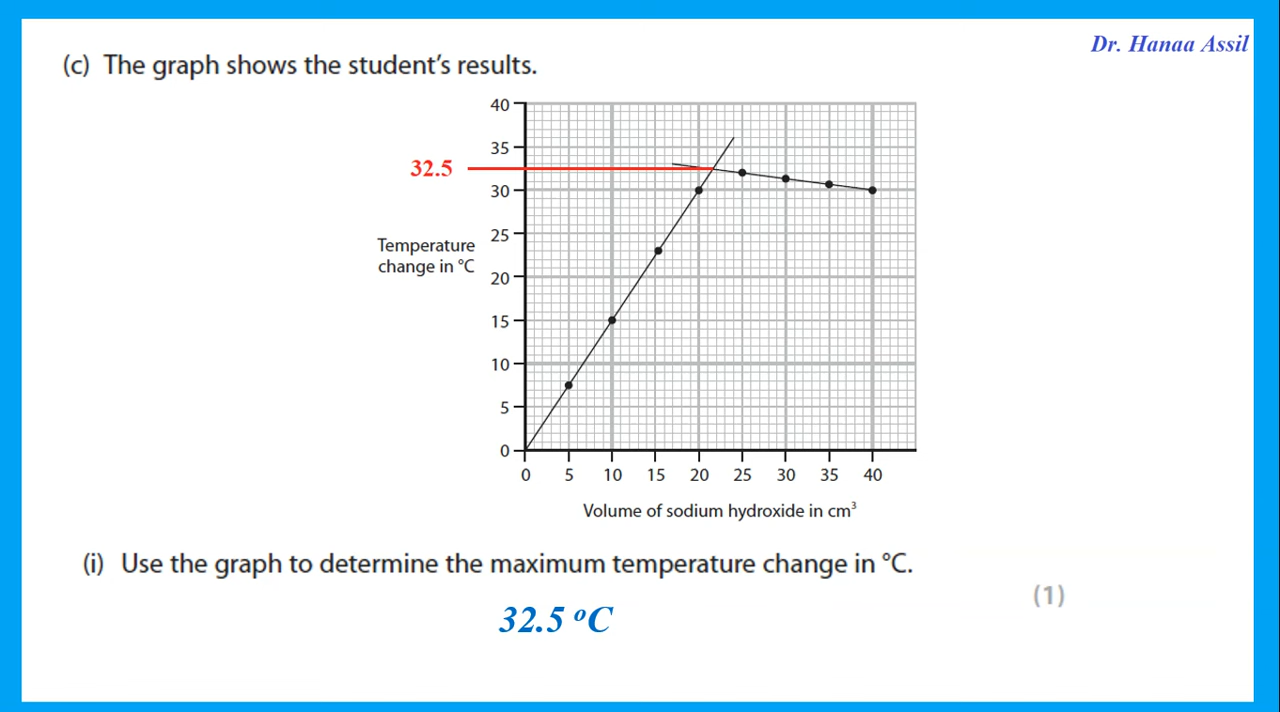 Dr. Hanaa Assil
(c) The graph shows the student’s results.
40
35
32.5
30
25
Temperature
change in °C
20
15
10
5
0
0 5 10 15 20 25 30 35 40
Volume of sodium hydroxide in cm³
(i) Use the graph to determine the maximum temperature change in °C.
(1)
32.5 °C